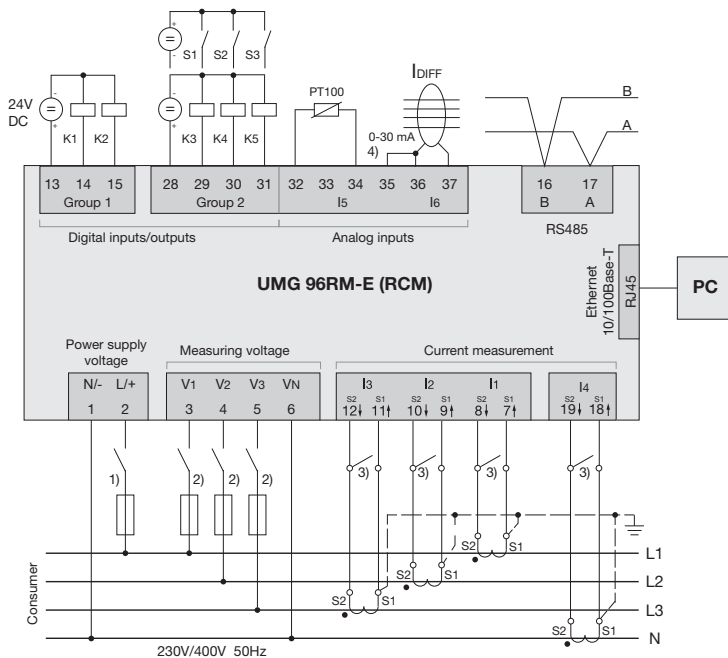 S1 S2 S3
24V
DC
K1 K2
K3 K4 K5
PT100
IDIFF
0-30 mA
4)
B
A
13 14 15
Group 1
28 29 30 31
Group 2
32 33 34 35 36 37
I5 I6
16 17
B A
RS485
Digital inputs/outputs
Analog inputs
UMG 96RM-E (RCM)
Ethernet
10/100Base-T
RJ45
PC
Power supply
voltage
Measuring voltage
Current measurement
N/- L/+
1 2
V1 V2 V3 VN
3 4 5 6
I3 I2 I1
S2 S1 S2 S1 S2 S1
12 11 10 9 8 7
I4
S2 S1
19 18
1) 2) 2) 2)
3) 3) 3) 3)
S2 S1
L1
S2 S1
L2
S2 S1
L3
S2 S1
N
Consumer
230V/400V 50Hz